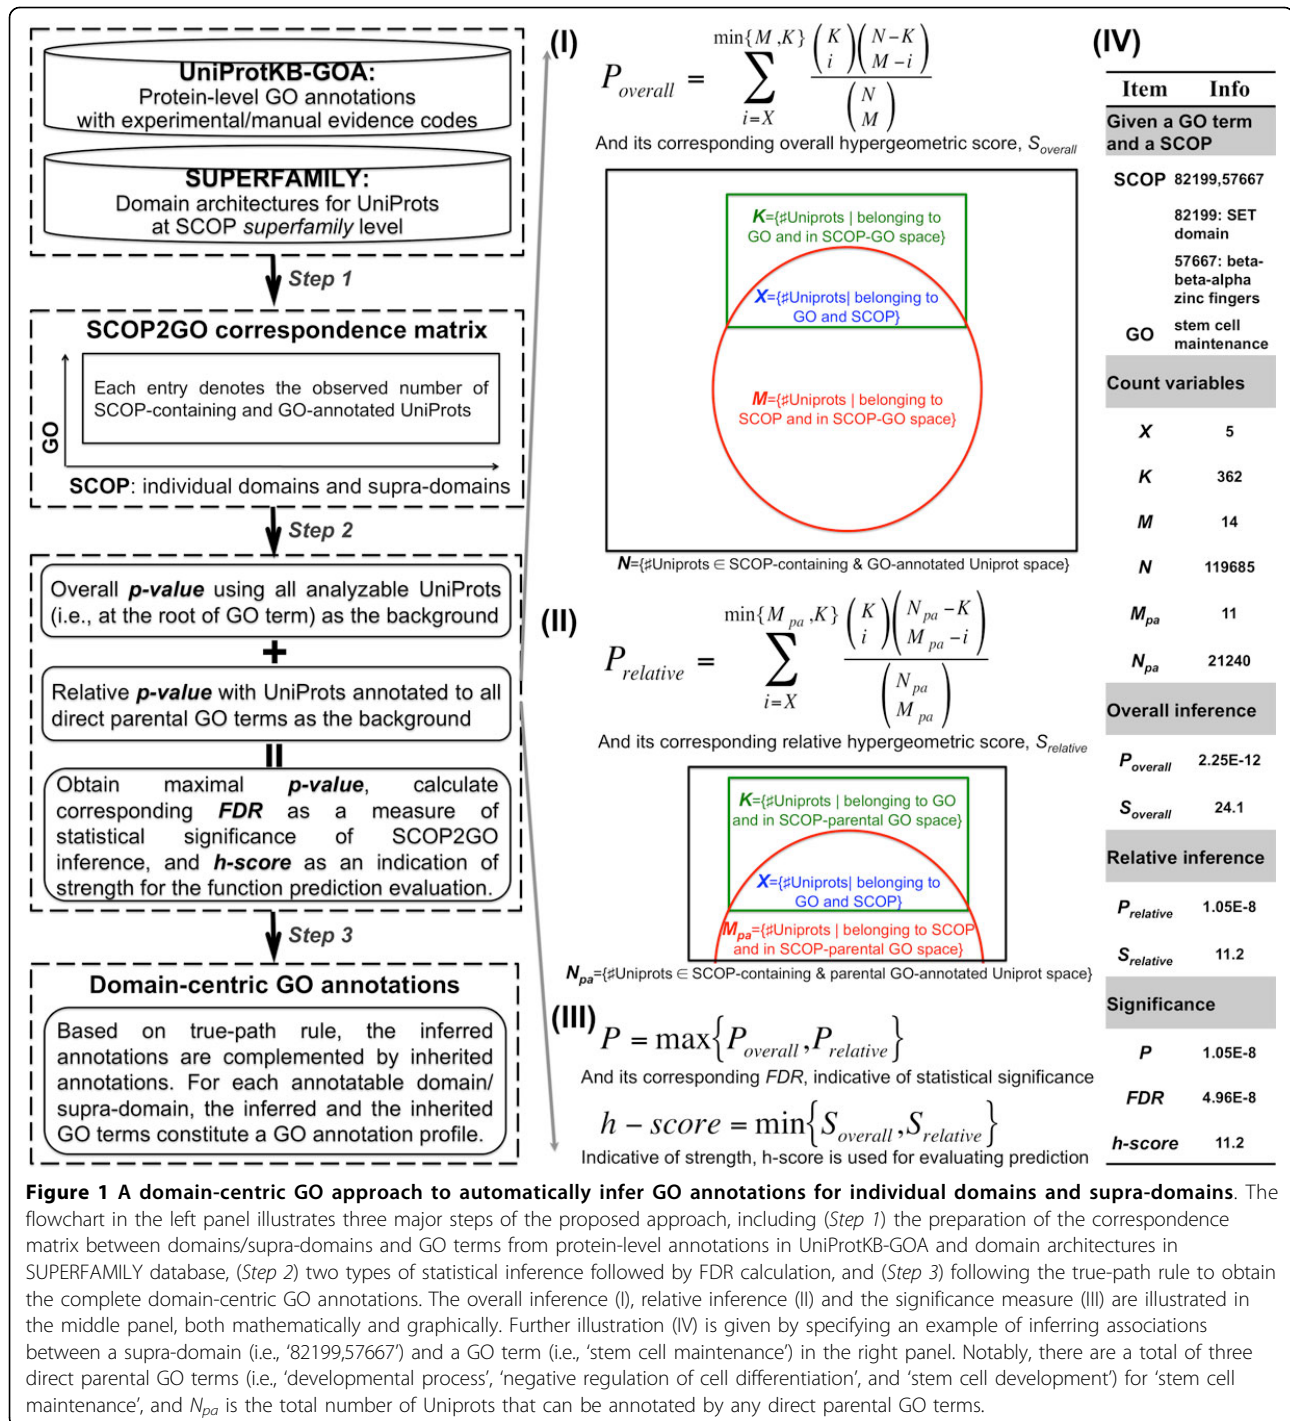 UniProtKB-GOA:
Protein-level GO annotations
with experimental/manual evidence codes
SUPERFAMILY:
Domain architectures for UniProts
at SCOP superfamily level
Step 1
SCOP2GO correspondence matrix
Each entry denotes the observed number of
SCOP-containing and GO-annotated UniProts
GO
SCOP: individual domains and supra-domains
Step 2
Overall p-value using all analyzable UniProts
(i.e., at the root of GO term) as the background
+
Relative p-value with UniProts annotated to all
direct parental GO terms as the background
=
Obtain maximal p-value, calculate
corresponding FDR as a measure of
statistical significance of SCOP2GO
inference, and h-score as an indication of
strength for the function prediction evaluation.
Step 3
Domain-centric GO annotations
Based on true-path rule, the inferred
annotations are complemented by inherited
annotations. For each annotatable domain/
supra-domain, the inferred and the inherited
GO terms constitute a GO annotation profile.
(I)
P_overall = ∑_{i=X}^{min{M,K}} (K i)(N-K M-i) / (N M)
And its corresponding overall hypergeometric score, S_overall
K={♯Uniprots | belonging to
GO and in SCOP-GO space}
X={♯Uniprots| belonging to
GO and SCOP}
M={♯Uniprots | belonging to
SCOP and in SCOP-GO space}
N={♯Uniprots ∈ SCOP-containing & GO-annotated Uniprot space}
(II)
P_relative = ∑_{i=X}^{min{M_pa,K}} (K i)(N_pa-K M_pa-i) / (N_pa M_pa)
And its corresponding relative hypergeometric score, S_relative
K={♯Uniprots | belonging to GO
and in SCOP-parental GO space}
X={♯Uniprots| belonging to
GO and SCOP}
M_pa={♯Uniprots | belonging to SCOP
and in SCOP-parental GO space}
N_pa={♯Uniprots ∈ SCOP-containing & parental GO-annotated Uniprot space}
(III)
P = max{P_overall, P_relative}
And its corresponding FDR, indicative of statistical significance
h - score = min{S_overall, S_relative}
Indicative of strength, h-score is used for evaluating prediction
(IV)
Item Info
Given a GO term
and a SCOP
SCOP 82199,57667
82199: SET
domain
57667: beta-
beta-alpha
zinc fingers
GO stem cell
maintenance
Count variables
X 5
K 362
M 14
N 119685
M_pa 11
N_pa 21240
Overall inference
P_overall 2.25E-12
S_overall 24.1
Relative inference
P_relative 1.05E-8
S_relative 11.2
Significance
P 1.05E-8
FDR 4.96E-8
h-score 11.2
Figure 1 A domain-centric GO approach to automatically infer GO annotations for individual domains and supra-domains. The
flowchart in the left panel illustrates three major steps of the proposed approach, including (Step 1) the preparation of the correspondence
matrix between domains/supra-domains and GO terms from protein-level annotations in UniProtKB-GOA and domain architectures in
SUPERFAMILY database, (Step 2) two types of statistical inference followed by FDR calculation, and (Step 3) following the true-path rule to obtain
the complete domain-centric GO annotations. The overall inference (I), relative inference (II) and the significance measure (III) are illustrated in
the middle panel, both mathematically and graphically. Further illustration (IV) is given by specifying an example of inferring associations
between a supra-domain (i.e., ‘82199,57667’) and a GO term (i.e., ‘stem cell maintenance’) in the right panel. Notably, there are a total of three
direct parental GO terms (i.e., ‘developmental process’, ‘negative regulation of cell differentiation’, and ‘stem cell development’) for ‘stem cell
maintenance’, and N_pa is the total number of Uniprots that can be annotated by any direct parental GO terms.